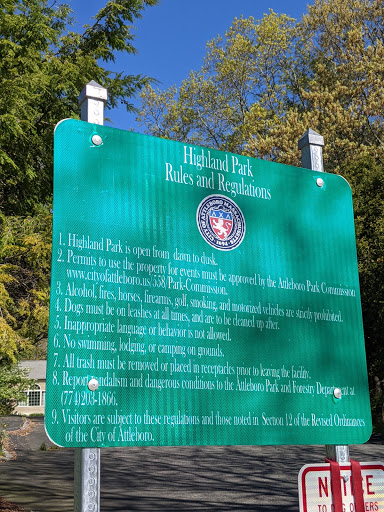 Highland Park
Rules and Regulations
1. Highland Park is open from dawn to dusk.
2. Permits to use the property for events must be approved by the Attleboro Park Commission
www.cityofattleboro.us/358/Park-Commission.
3. Alcohol, fires, horses, firearms, golf, smoking, and motorized vehicles are strictly prohibited.
4. Dogs must be on leashes at all times, and are to be cleaned up after.
5. Inappropriate language or behavior is not allowed.
6. No swimming, lodging, or camping on grounds.
7. All trash must be removed or placed in receptacles prior to leaving the facility.
8. Report vandalism and dangerous conditions to the Attleboro Park and Forestry Department at
(774)203-1866.
9. Visitors are subject to these regulations and those noted in Section 12 of the Revised Ordinances
of the City of Attleboro.
NOTICE
TO DOG OWNERS